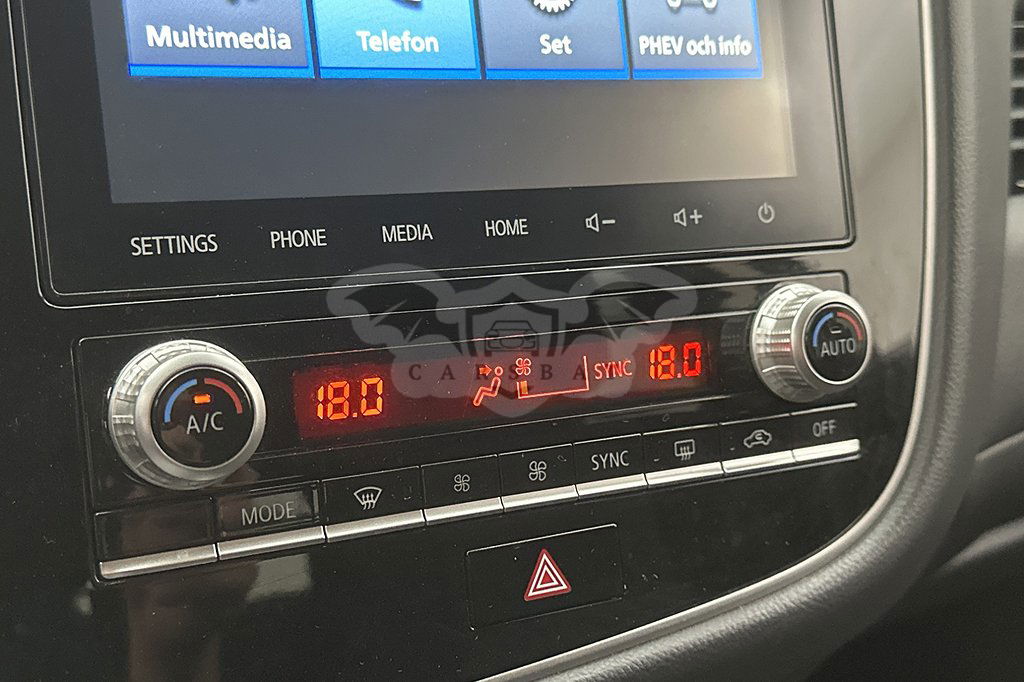 Multimedia
Telefon
Set
PHEV och info
SETTINGS
PHONE
MEDIA
HOME
A/C
18.0
SYNC
18.0
AUTO
CARSBA
MODE
SYNC
OFF